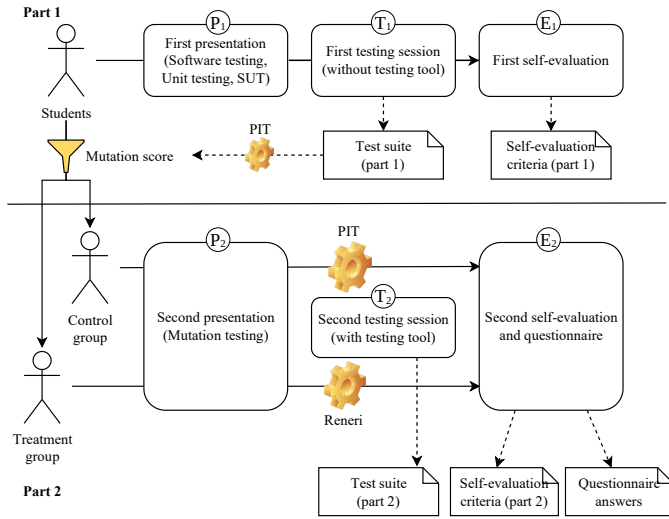 Part 1
P1
T1
E1
First presentation
(Software testing,
Unit testing, SUT)
First testing session
(without testing tool)
First self-evaluation
Students
PIT
Mutation score
Test suite
(part 1)
Self-evaluation
criteria (part 1)
P2
PIT
E2
Control
group
Second presentation
(Mutation testing)
T2
Second testing session
(with testing tool)
Second self-evaluation
and questionnaire
Reneri
Treatment
group
Part 2
Test suite
(part 2)
Self-evaluation
criteria (part 2)
Questionnaire
answers